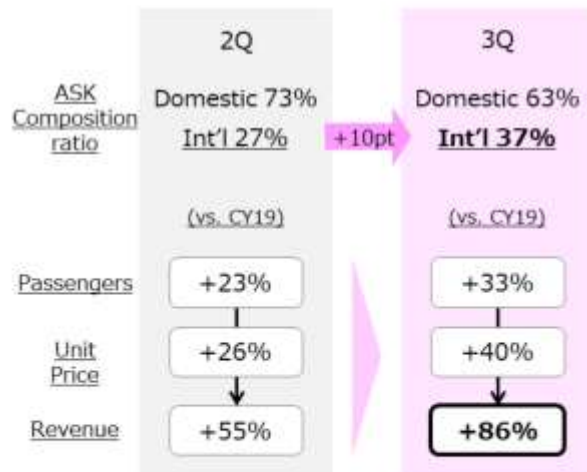 2Q
3Q
ASK
Composition
ratio
Domestic 73%
Int'l 27%
+10pt
Domestic 63%
Int'l 37%
(vs. CY19)
(vs. CY19)
Passengers
+23%
+33%
Unit
Price
+26%
+40%
Revenue
+55%
+86%